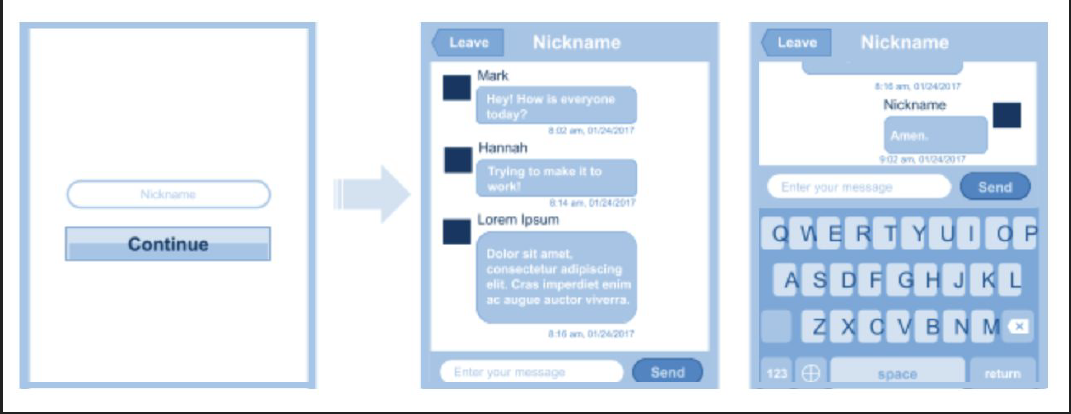 Nickname
Continue
Leave
Nickname
Mark
Hey! How is everyone
today?
8:02 am, 01/24/2017
Hannah
Trying to make it to
work!
8:14 am, 01/24/2017
Lorem Ipsum
Dolor sit amet,
consectetur adipiscing
elit. Cras imperdiet enim
ac augue auctor viverra.
8:16 am, 01/24/2017
Enter your message
Send
Leave
Nickname
8:16 am, 01/24/2017
Nickname
Amen.
9:02 am, 01/24/2017
Enter your message
Send
Q W E R T Y U I O P
A S D F G H J K L
Z X C V B N M
123 space return